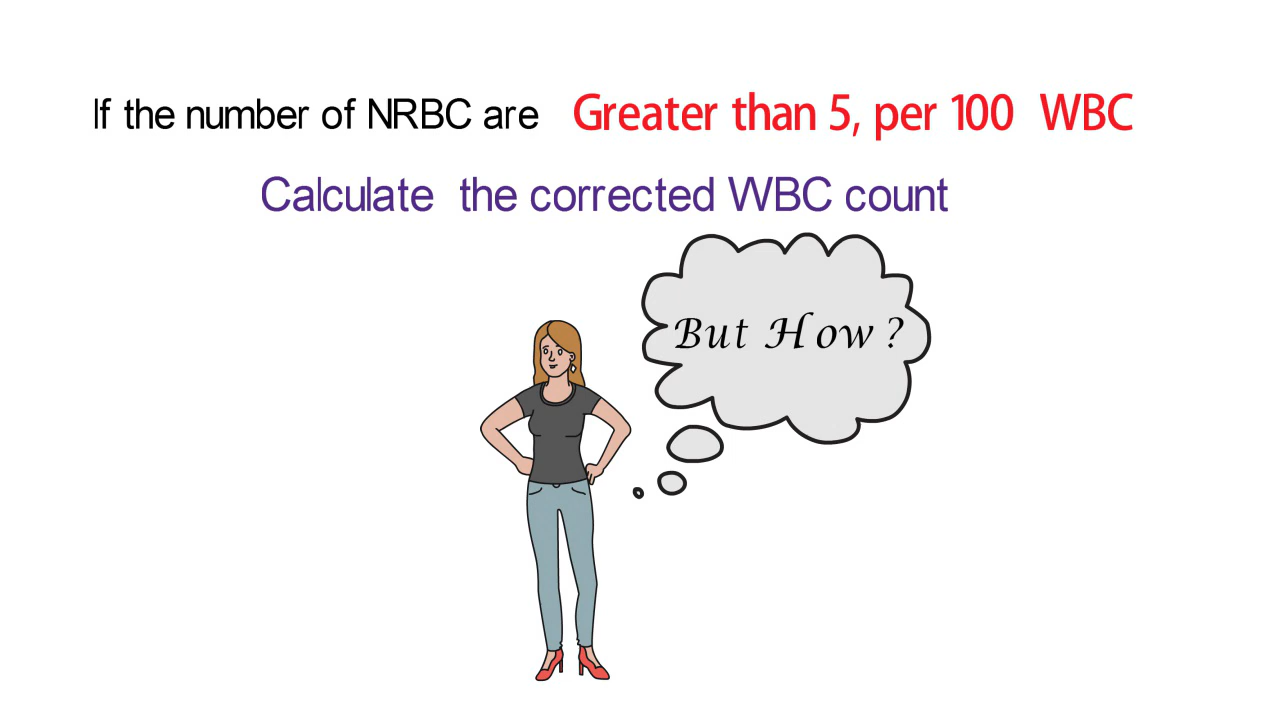 If the number of NRBC are Greater than 5, per 100 WBC
Calculate the corrected WBC count
But How ?